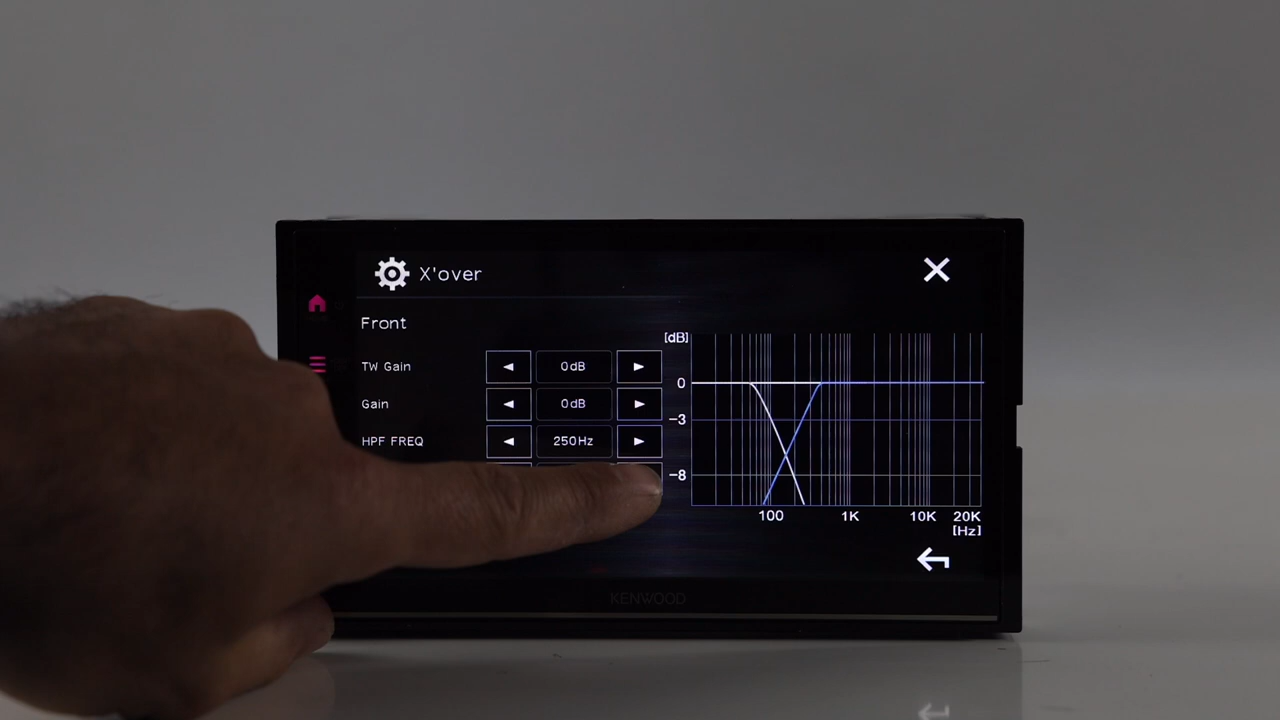 X'over
Front
TW Gain ◄ 0dB ►
Gain ◄ 0dB ►
HPF FREQ ◄ 250Hz ►
[dB]
0
-3
-8
100 1K 10K 20K
[Hz]
KENWOOD